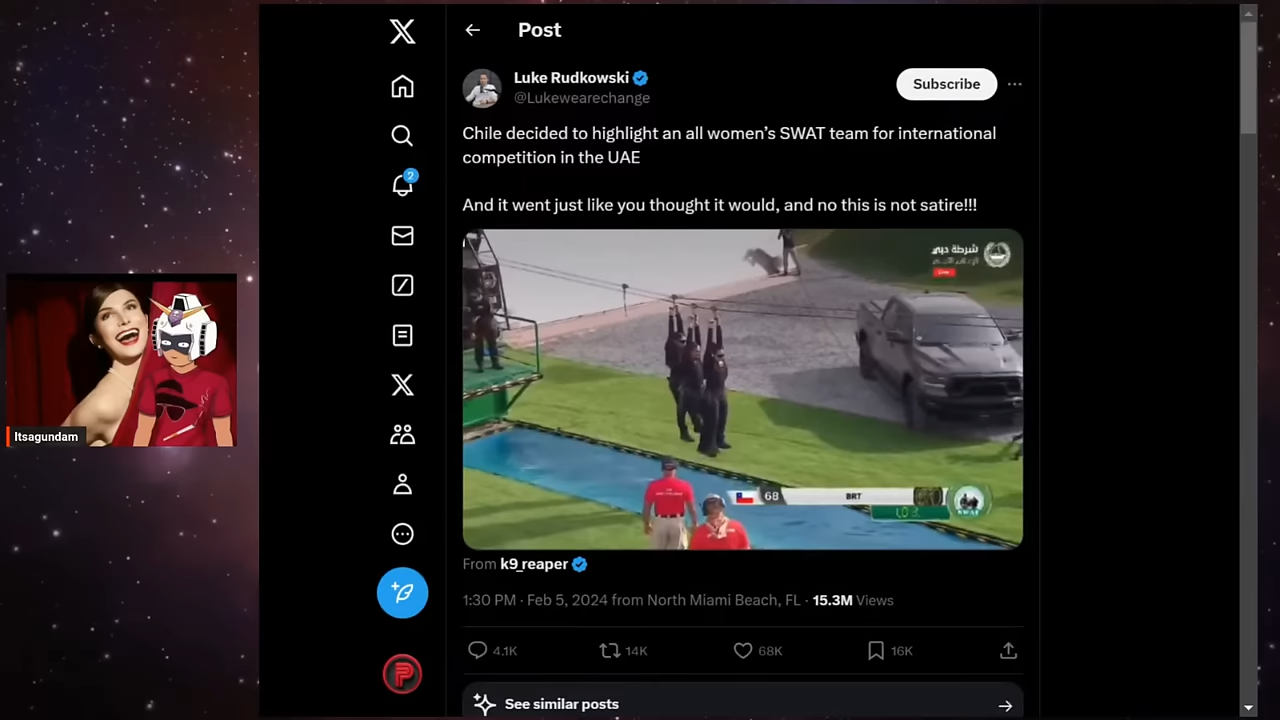 Post
Luke Rudkowski
@Lukewearechange
Subscribe
Chile decided to highlight an all women’s SWAT team for international
competition in the UAE
And it went just like you thought it would, and no this is not satire!!!
شرطة دبي
68
BRT
From k9_reaper
1:30 PM · Feb 5, 2024 from North Miami Beach, FL · 15.3M Views
4.1K
14K
68K
16K
See similar posts
2
Itsagundam